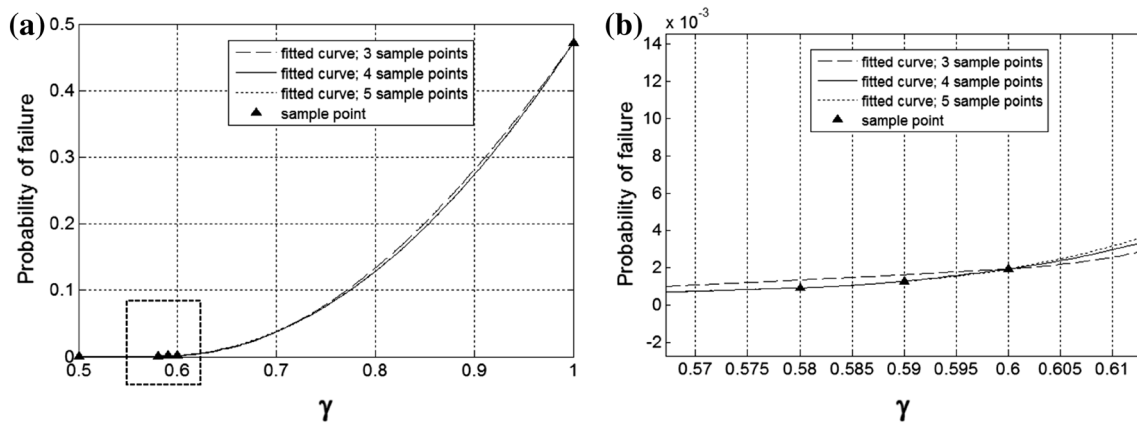 (a)
0.5
0.4
0.3
0.2
0.1
0
Probability of failure
fitted curve; 3 sample points
fitted curve; 4 sample points
fitted curve; 5 sample points
sample point
0.5 0.6 0.7 0.8 0.9 1
γ
(b)
x 10⁻³
14
12
10
8
6
4
2
0
-2
Probability of failure
fitted curve; 3 sample points
fitted curve; 4 sample points
fitted curve; 5 sample points
sample point
0.57 0.575 0.58 0.585 0.59 0.595 0.6 0.605 0.61
γ